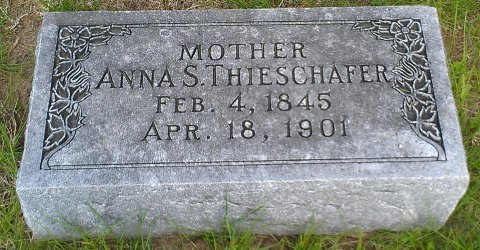 MOTHER
ANNA S. THIESCHAFER
FEB. 4, 1845
APR. 18, 1901